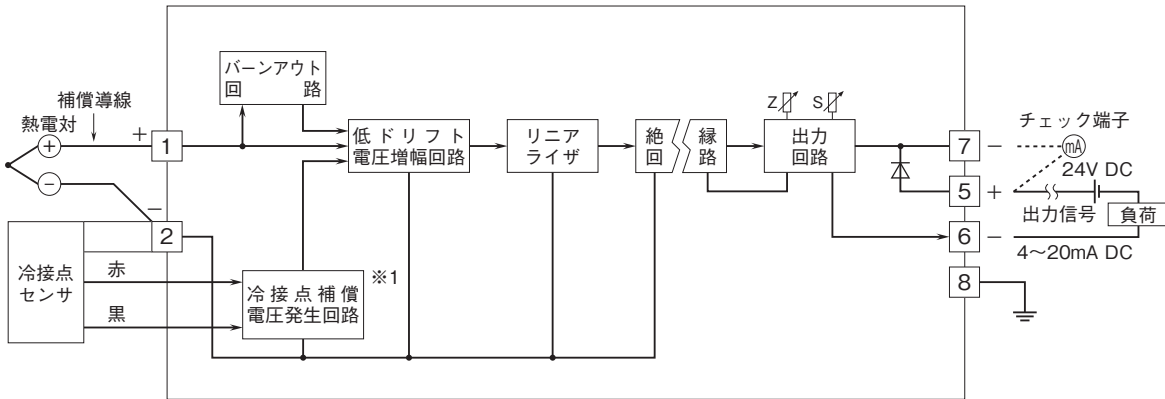 補償導線
熱電対
+
+
−
−
1
2
冷接点
センサ
赤
黒
バーンアウト
回路
低ドリフト
電圧増幅回路
冷接点補償
電圧発生回路
※1
リニア
ライザ
絶縁
回路
Z
S
出力
回路
7
−
5
+
6
−
8
チェック端子
mA
24V DC
出力信号
負荷
4〜20mA DC